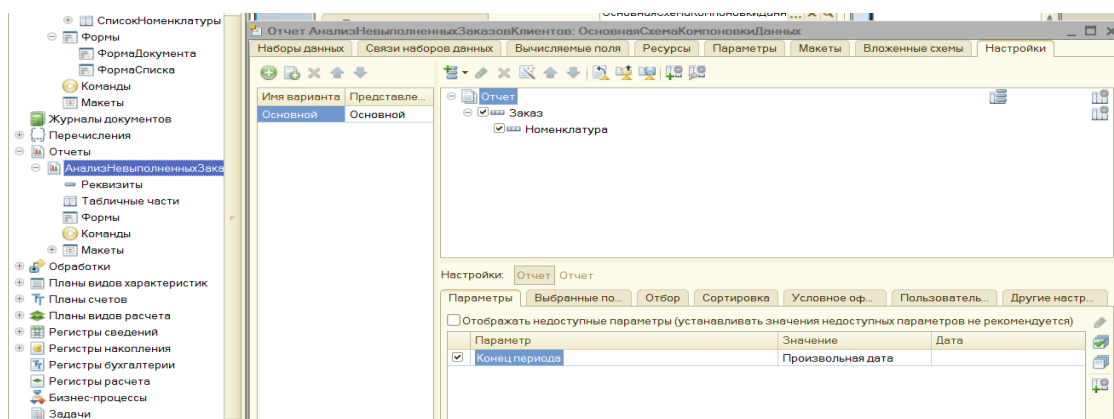 СписокНоменклатуры
Формы
ФормаДокумента
ФормаСписка
Команды
Макеты
Журналы документов
Перечисления
Отчеты
АнализНевыполненныхЗака
Реквизиты
Табличные части
Формы
Команды
Макеты
Обработки
Планы видов характеристик
Планы счетов
Планы видов расчета
Регистры сведений
Регистры накопления
Регистры бухгалтерии
Регистры расчета
Бизнес-процессы
Задачи
Отчет АнализНевыполненныхЗаказовКлиентов: ОсновнаяСхемаКомпоновкиДанных
Наборы данных Связи наборов данных Вычисляемые поля Ресурсы Параметры Макеты Вложенные схемы Настройки
Имя варианта Представле...
Основной Основной
Отчет
Заказ
Номенклатура
Настройки: Отчет Отчет
Параметры Выбранные по... Отбор Сортировка Условное оф... Пользователь... Другие настр...
Отображать недоступные параметры (устанавливать значения недоступных параметров не рекомендуется)
Параметр Значение Дата
Конец периода Произвольная дата